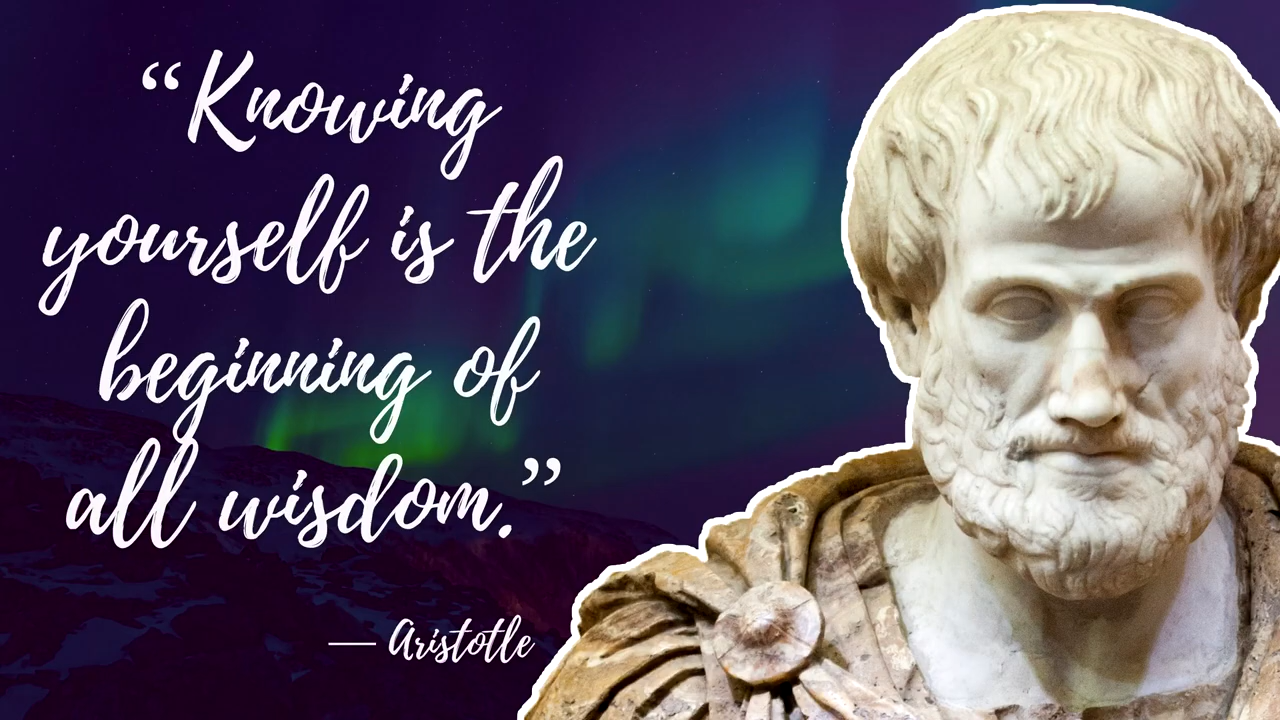 “Knowing
yourself is the
beginning of
all wisdom.”
— Aristotle